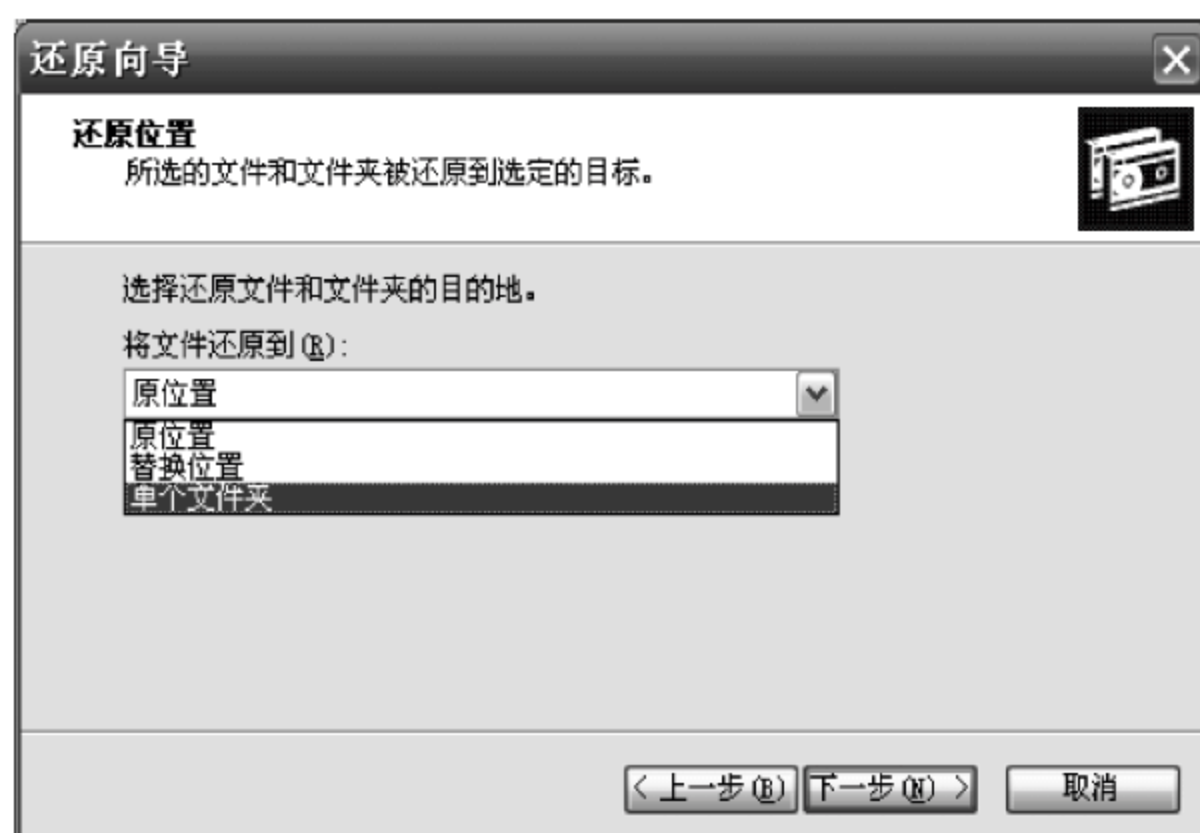 还原向导
还原位置
所选的文件和文件夹被还原到选定的目标。
选择还原文件和文件夹的目的地。
将文件还原到(R):
原位置
原位置
替换位置
单个文件夹
< 上一步(B) 下一步(N) > 取消